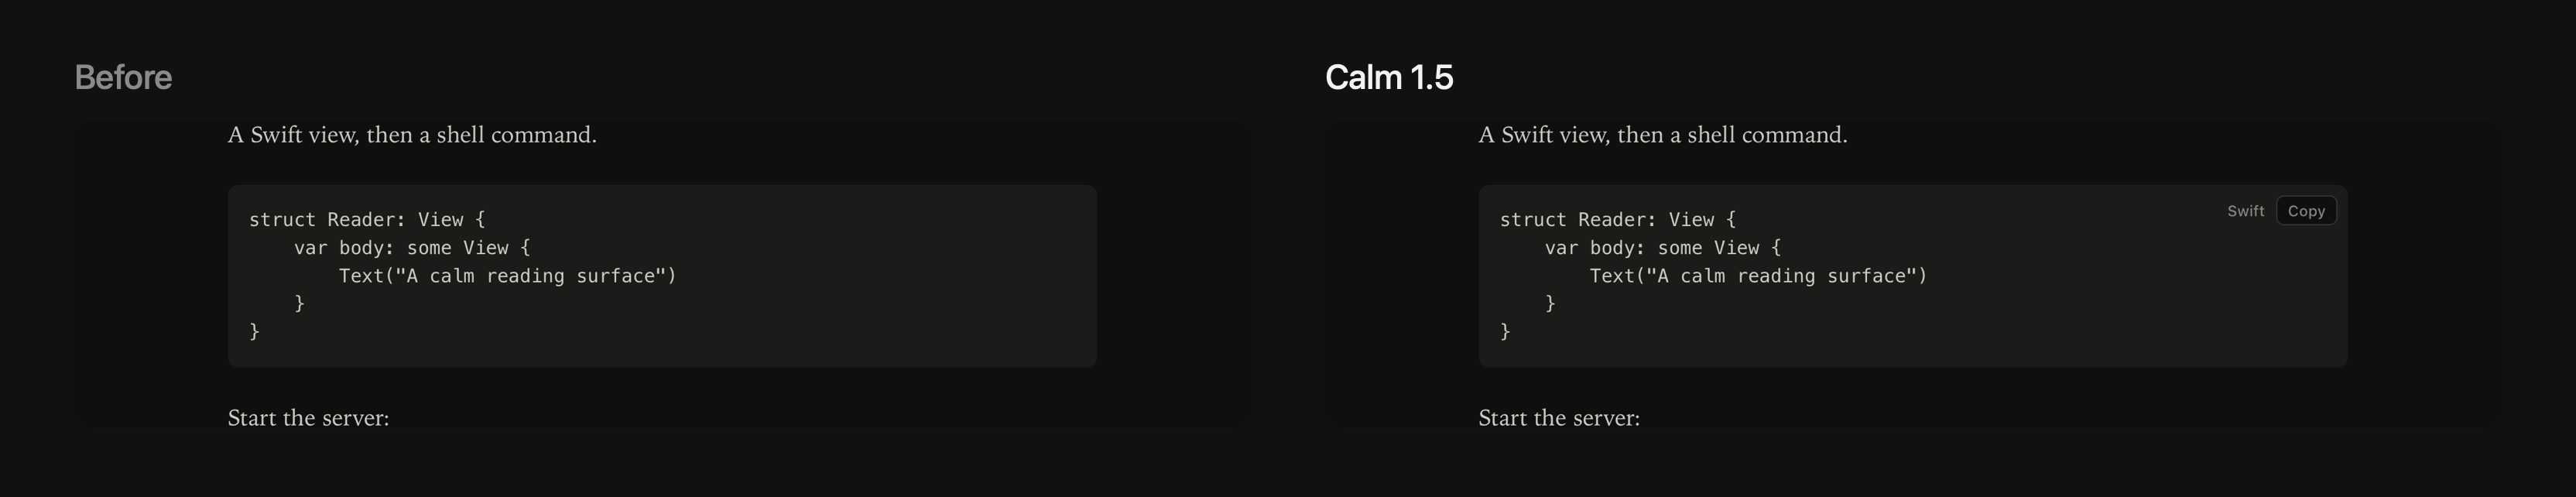 Before
A Swift view, then a shell command.
struct Reader: View {
    var body: some View {
        Text("A calm reading surface")
    }
}
Start the server:
Calm 1.5
A Swift view, then a shell command.
Swift Copy
struct Reader: View {
    var body: some View {
        Text("A calm reading surface")
    }
}
Start the server: